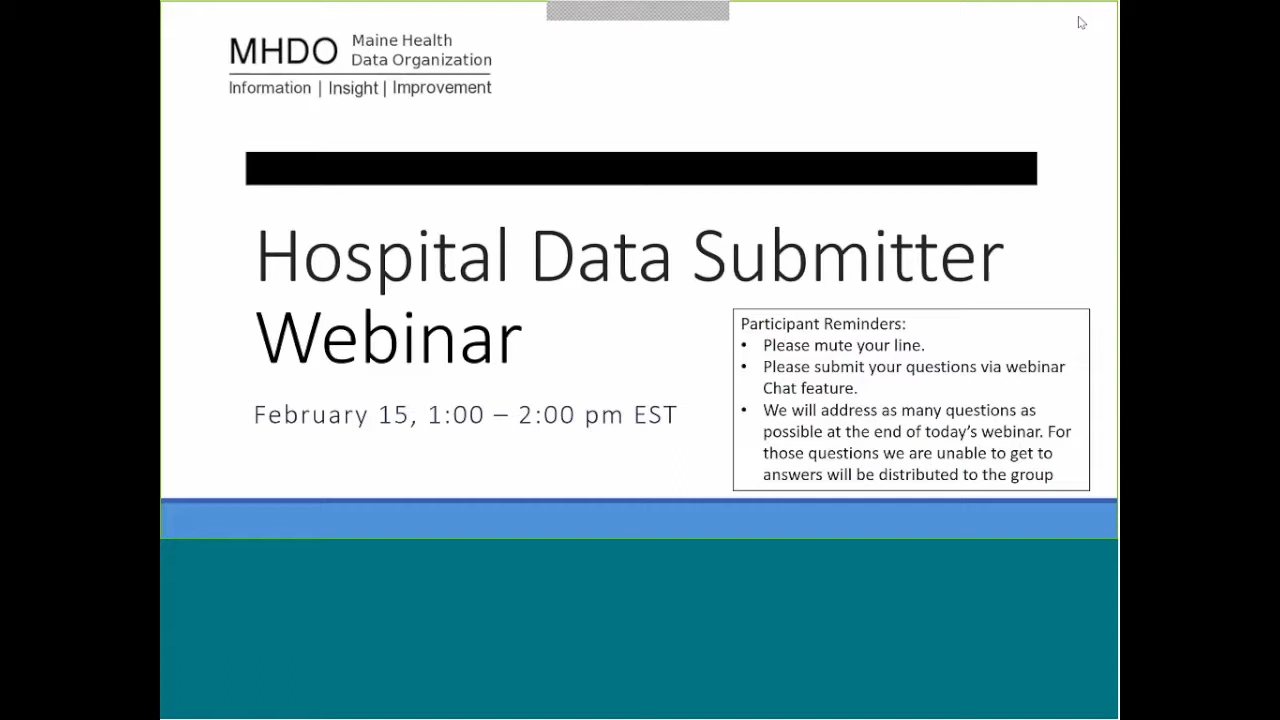 MHDO
Maine Health
Data Organization
Information | Insight | Improvement
Hospital Data Submitter
Webinar
February 15, 1:00 – 2:00 pm EST
Participant Reminders:
• Please mute your line.
• Please submit your questions via webinar
Chat feature.
• We will address as many questions as
possible at the end of today's webinar. For
those questions we are unable to get to
answers will be distributed to the group